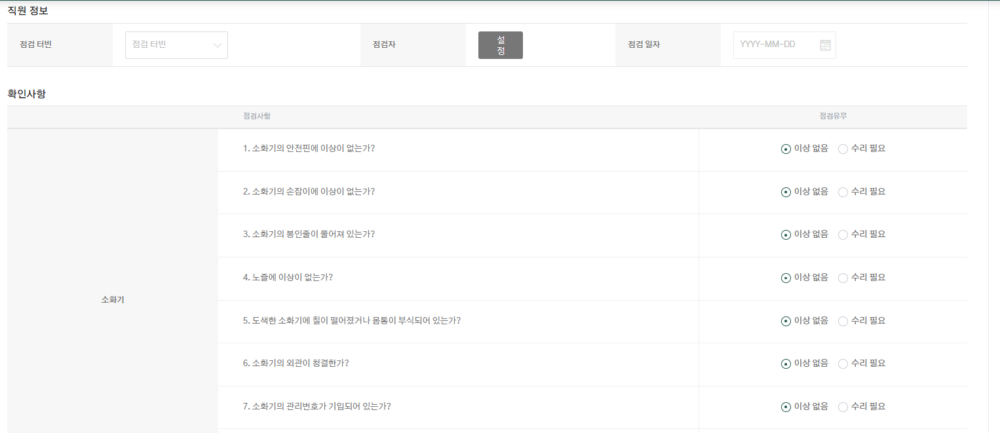 직원 정보
점검 터빈
점검 터빈
점검자
설
정
점검 일자
YYYY-MM-DD
확인사항
점검사항
점검유무
소화기
1. 소화기의 안전핀에 이상이 없는가?
이상 없음
수리 필요
2. 소화기의 손잡이에 이상이 없는가?
이상 없음
수리 필요
3. 소화기의 봉인줄이 풀어져 있는가?
이상 없음
수리 필요
4. 노즐에 이상이 없는가?
이상 없음
수리 필요
5. 도색한 소화기에 칠이 떨어졌거나 몸통이 부식되어 있는가?
이상 없음
수리 필요
6. 소화기의 외관이 청결한가?
이상 없음
수리 필요
7. 소화기의 관리번호가 기입되어 있는가?
이상 없음
수리 필요